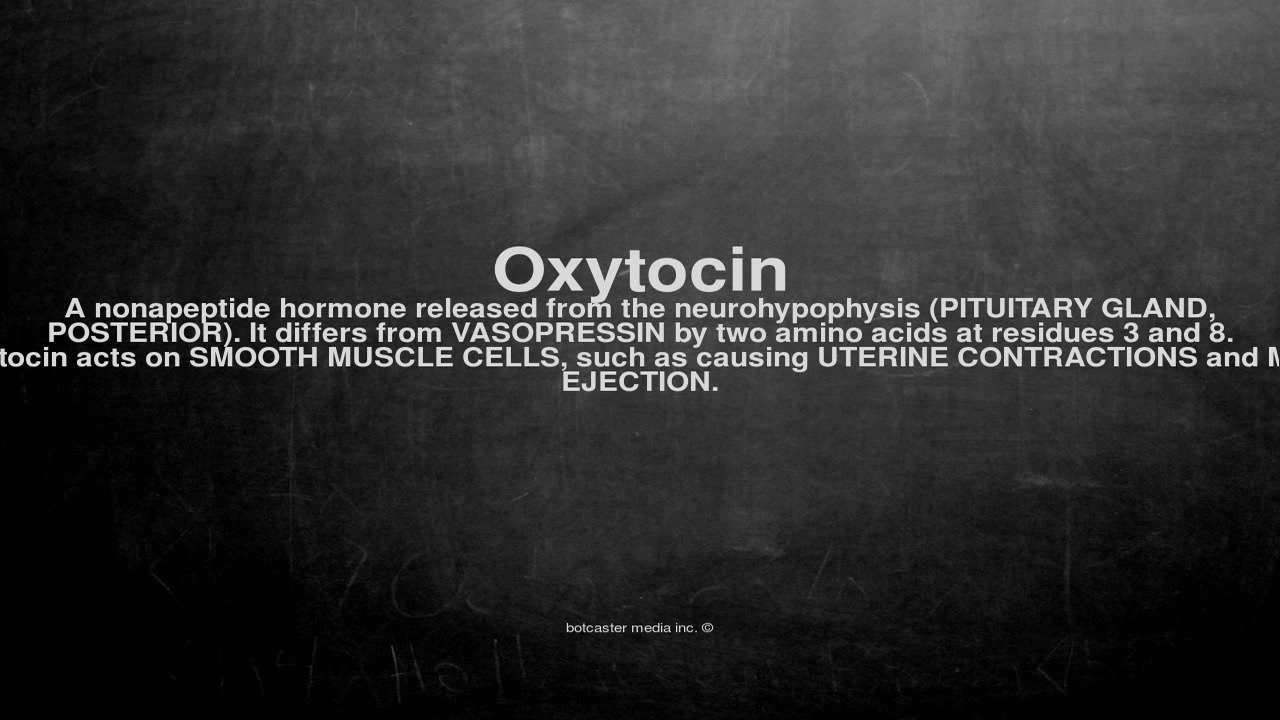 Oxytocin
A nonapeptide hormone released from the neurohypophysis (PITUITARY GLAND,
POSTERIOR). It differs from VASOPRESSIN by two amino acids at residues 3 and 8.
tocin acts on SMOOTH MUSCLE CELLS, such as causing UTERINE CONTRACTIONS and M
EJECTION.
botcaster media inc. ©